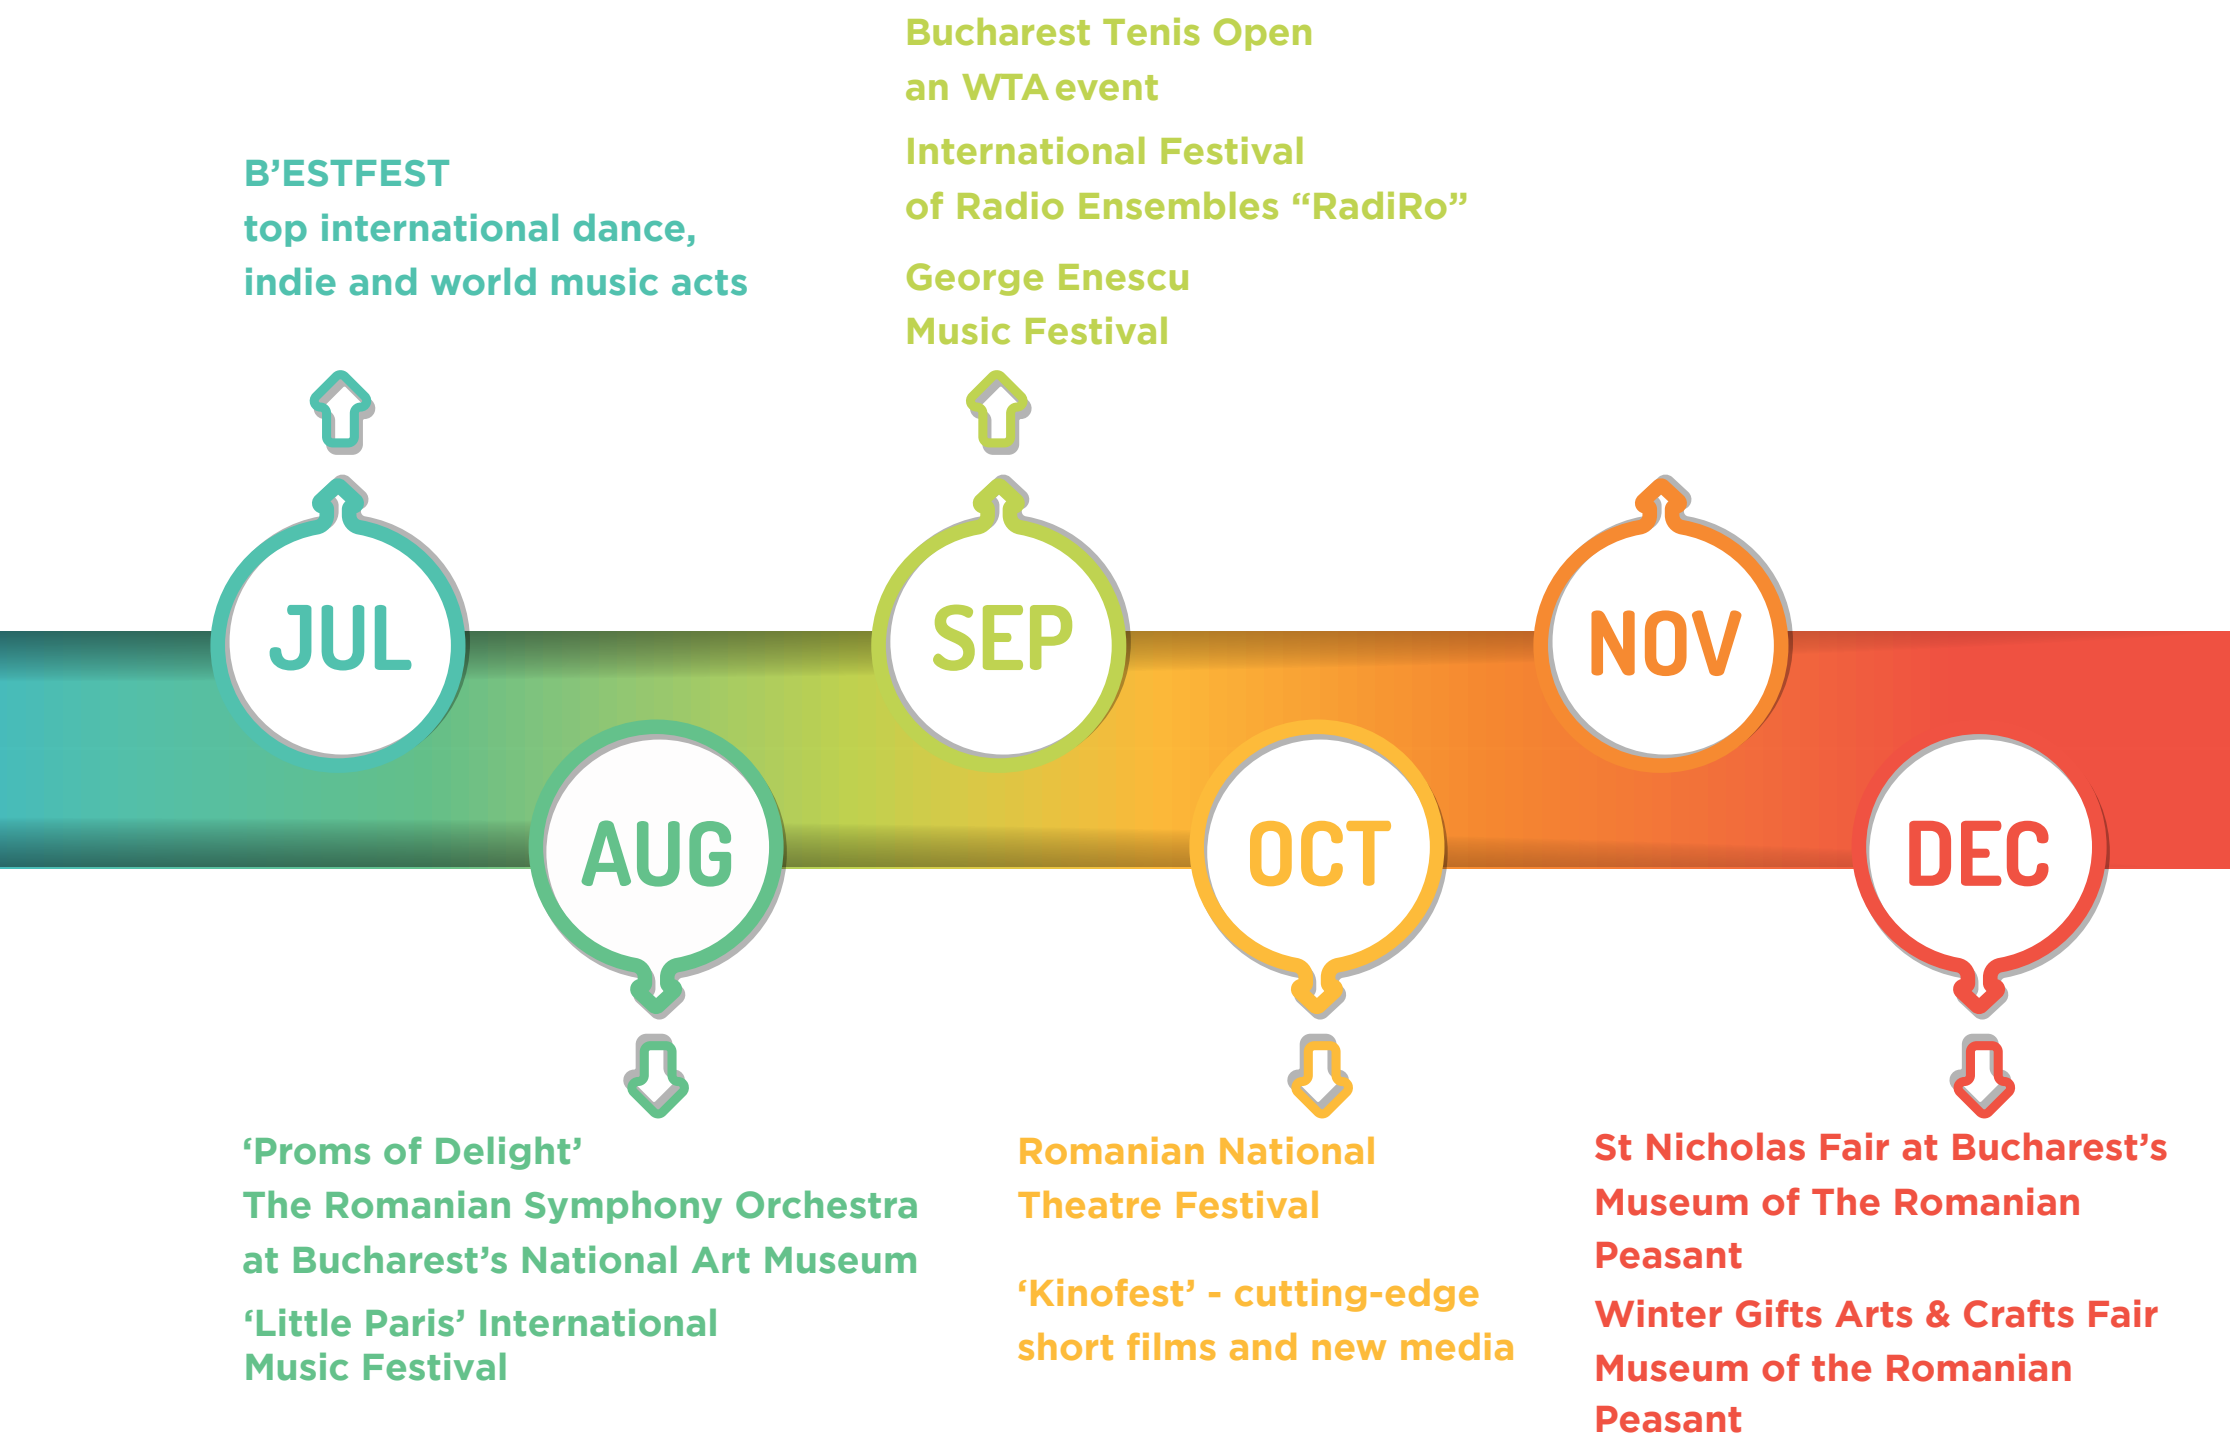 Bucharest Tenis Open
an WTA event
International Festival
of Radio Ensembles “RadiRo”
George Enescu
Music Festival
B’ESTFEST
top international dance,
indie and world music acts
JUL
SEP
NOV
AUG
OCT
DEC
‘Proms of Delight’
The Romanian Symphony Orchestra
at Bucharest’s National Art Museum
‘Little Paris’ International
Music Festival
Romanian National
Theatre Festival
‘Kinofest’ - cutting-edge
short films and new media
St Nicholas Fair at Bucharest’s
Museum of The Romanian
Peasant
Winter Gifts Arts & Crafts Fair
Museum of the Romanian
Peasant